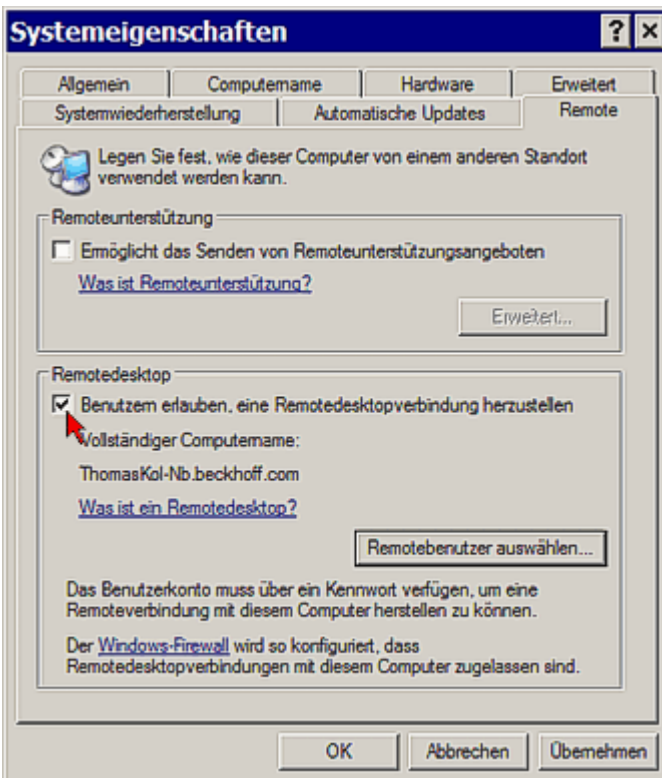 Systemeigenschaften
Allgemein Computername Hardware Erweitert
Systemwiederherstellung Automatische Updates Remote
Legen Sie fest, wie dieser Computer von einem anderen Standort
verwendet werden kann.
Remoteunterstützung
Ermöglicht das Senden von Remoteunterstützungsangeboten
Was ist Remoteunterstützung?
Erweitert...
Remotedesktop
Benutzern erlauben, eine Remotedesktopverbindung herzustellen
Vollständiger Computername:
ThomasKol-Nb.beckhoff.com
Was ist ein Remotedesktop?
Remotebenutzer auswählen...
Das Benutzerkonto muss über ein Kennwort verfügen, um eine
Remoteverbindung mit diesem Computer herstellen zu können.
Der Windows-Firewall wird so konfiguriert, dass
Remotedesktopverbindungen mit diesem Computer zugelassen sind.
OK Abbrechen Übernehmen